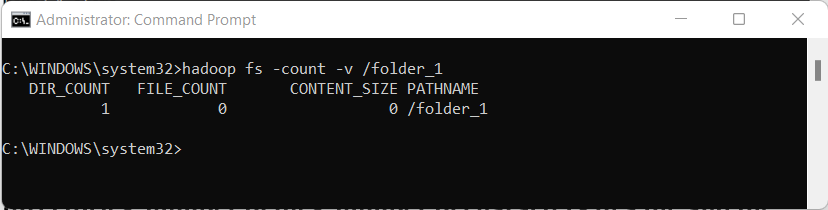 Administrator: Command Prompt
C:\WINDOWS\system32>hadoop fs -count -v /folder_1
DIR_COUNT FILE_COUNT CONTENT_SIZE PATHNAME
1 0 0 /folder_1
C:\WINDOWS\system32>